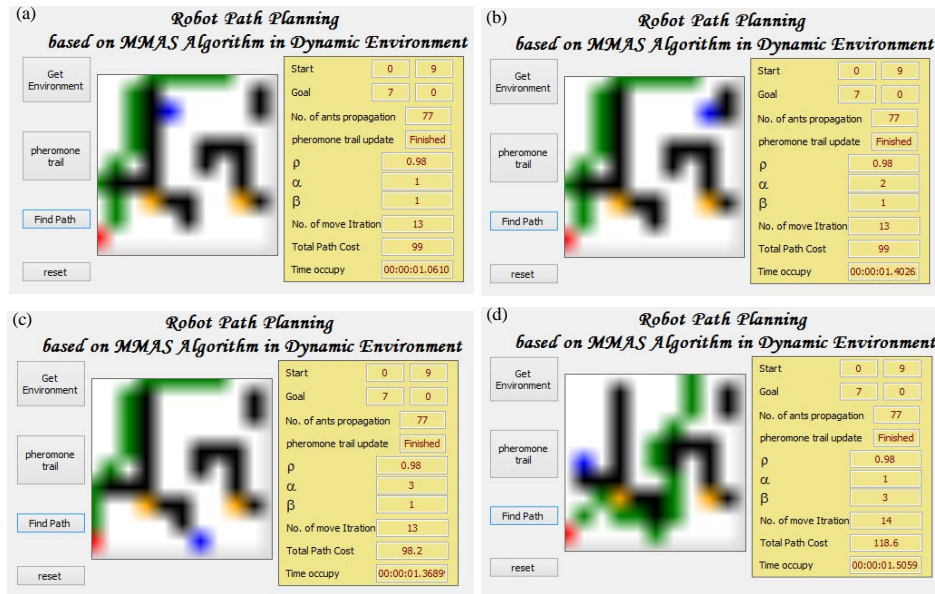 (a)
Robot Path Planning
based on MMAS Algorithm in Dynamic Environment
Get
Environment
pheromone
trail
Find Path
reset
Start 0 9
Goal 7 0
No. of ants propagation 77
pheromone trail update Finished
ρ 0.98
α 1
β 1
No. of move Itration 13
Total Path Cost 99
Time occupy 00:00:01.0610
(b)
Robot Path Planning
based on MMAS Algorithm in Dynamic Environment
Get
Environment
pheromone
trail
Find Path
reset
Start 0 9
Goal 7 0
No. of ants propagation 77
pheromone trail update Finished
ρ 0.98
α 2
β 1
No. of move Itration 13
Total Path Cost 99
Time occupy 00:00:01.4026
(c)
Robot Path Planning
based on MMAS Algorithm in Dynamic Environment
Get
Environment
pheromone
trail
Find Path
reset
Start 0 9
Goal 7 0
No. of ants propagation 77
pheromone trail update Finished
ρ 0.98
α 3
β 1
No. of move Itration 13
Total Path Cost 98.2
Time occupy 00:00:01.3689
(d)
Robot Path Planning
based on MMAS Algorithm in Dynamic Environment
Get
Environment
pheromone
trail
Find Path
reset
Start 0 9
Goal 7 0
No. of ants propagation 77
pheromone trail update Finished
ρ 0.98
α 1
β 3
No. of move Itration 14
Total Path Cost 118.6
Time occupy 00:00:01.5059